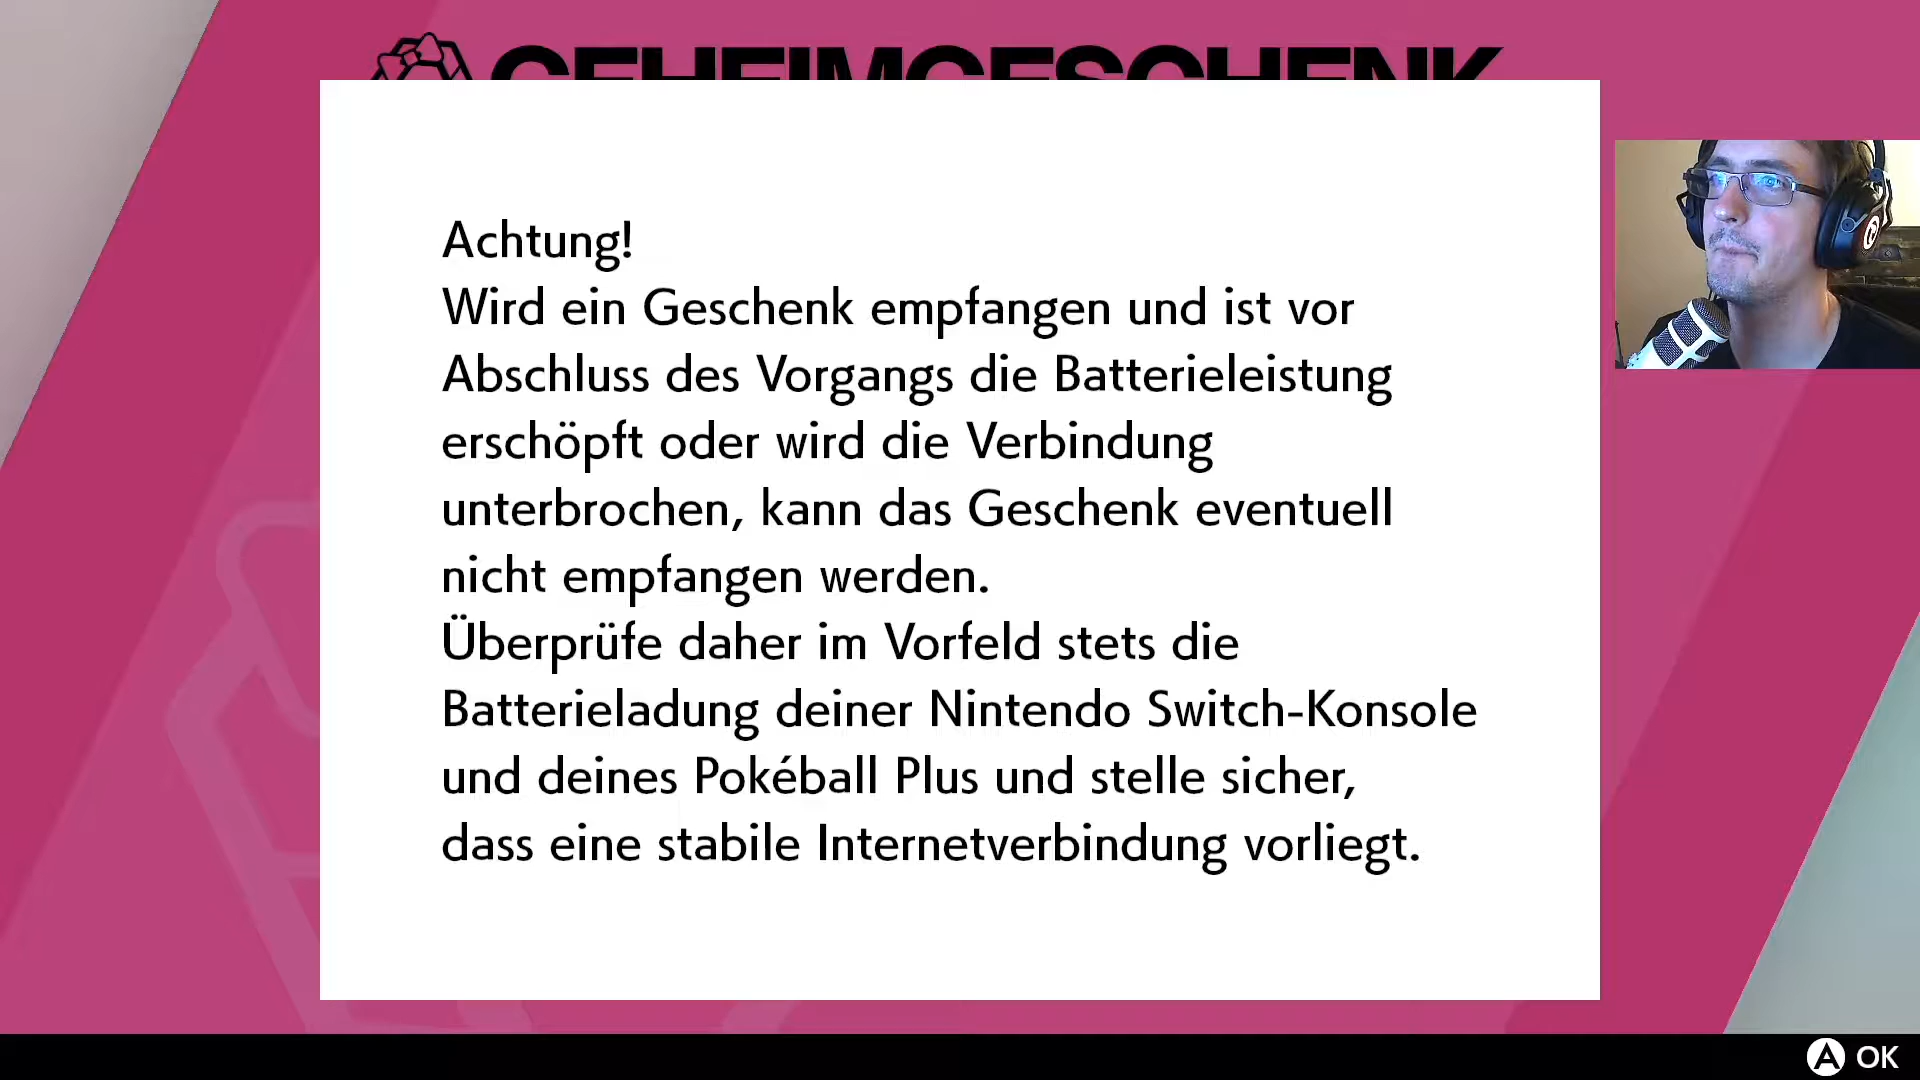 GEHEIMGESCHENK
Achtung!
Wird ein Geschenk empfangen und ist vor
Abschluss des Vorgangs die Batterieleistung
erschöpft oder wird die Verbindung
unterbrochen, kann das Geschenk eventuell
nicht empfangen werden.
Überprüfe daher im Vorfeld stets die
Batterieladung deiner Nintendo Switch-Konsole
und deines Pokéball Plus und stelle sicher,
dass eine stabile Internetverbindung vorliegt.
A OK